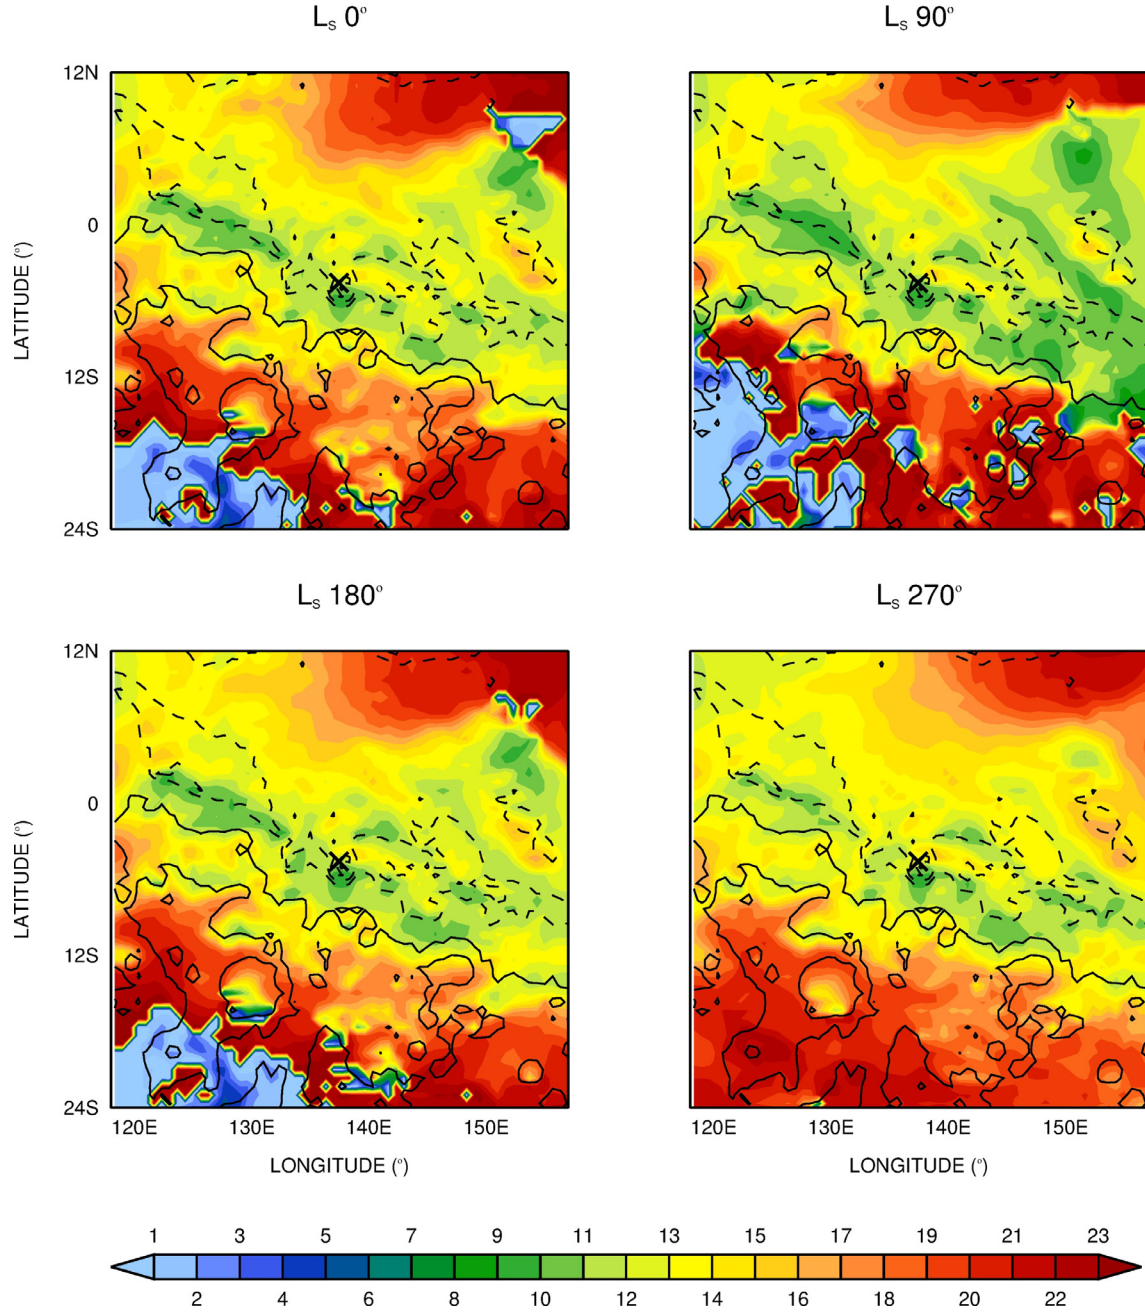 Ls 0° Ls 90°
12N
0
12S
24S
LATITUDE (°)
Ls 180° Ls 270°
12N
0
12S
24S
LATITUDE (°)
120E 130E 140E 150E 120E 130E 140E 150E
LONGITUDE (°) LONGITUDE (°)
1 3 5 7 9 11 13 15 17 19 21 23
2 4 6 8 10 12 14 16 18 20 22